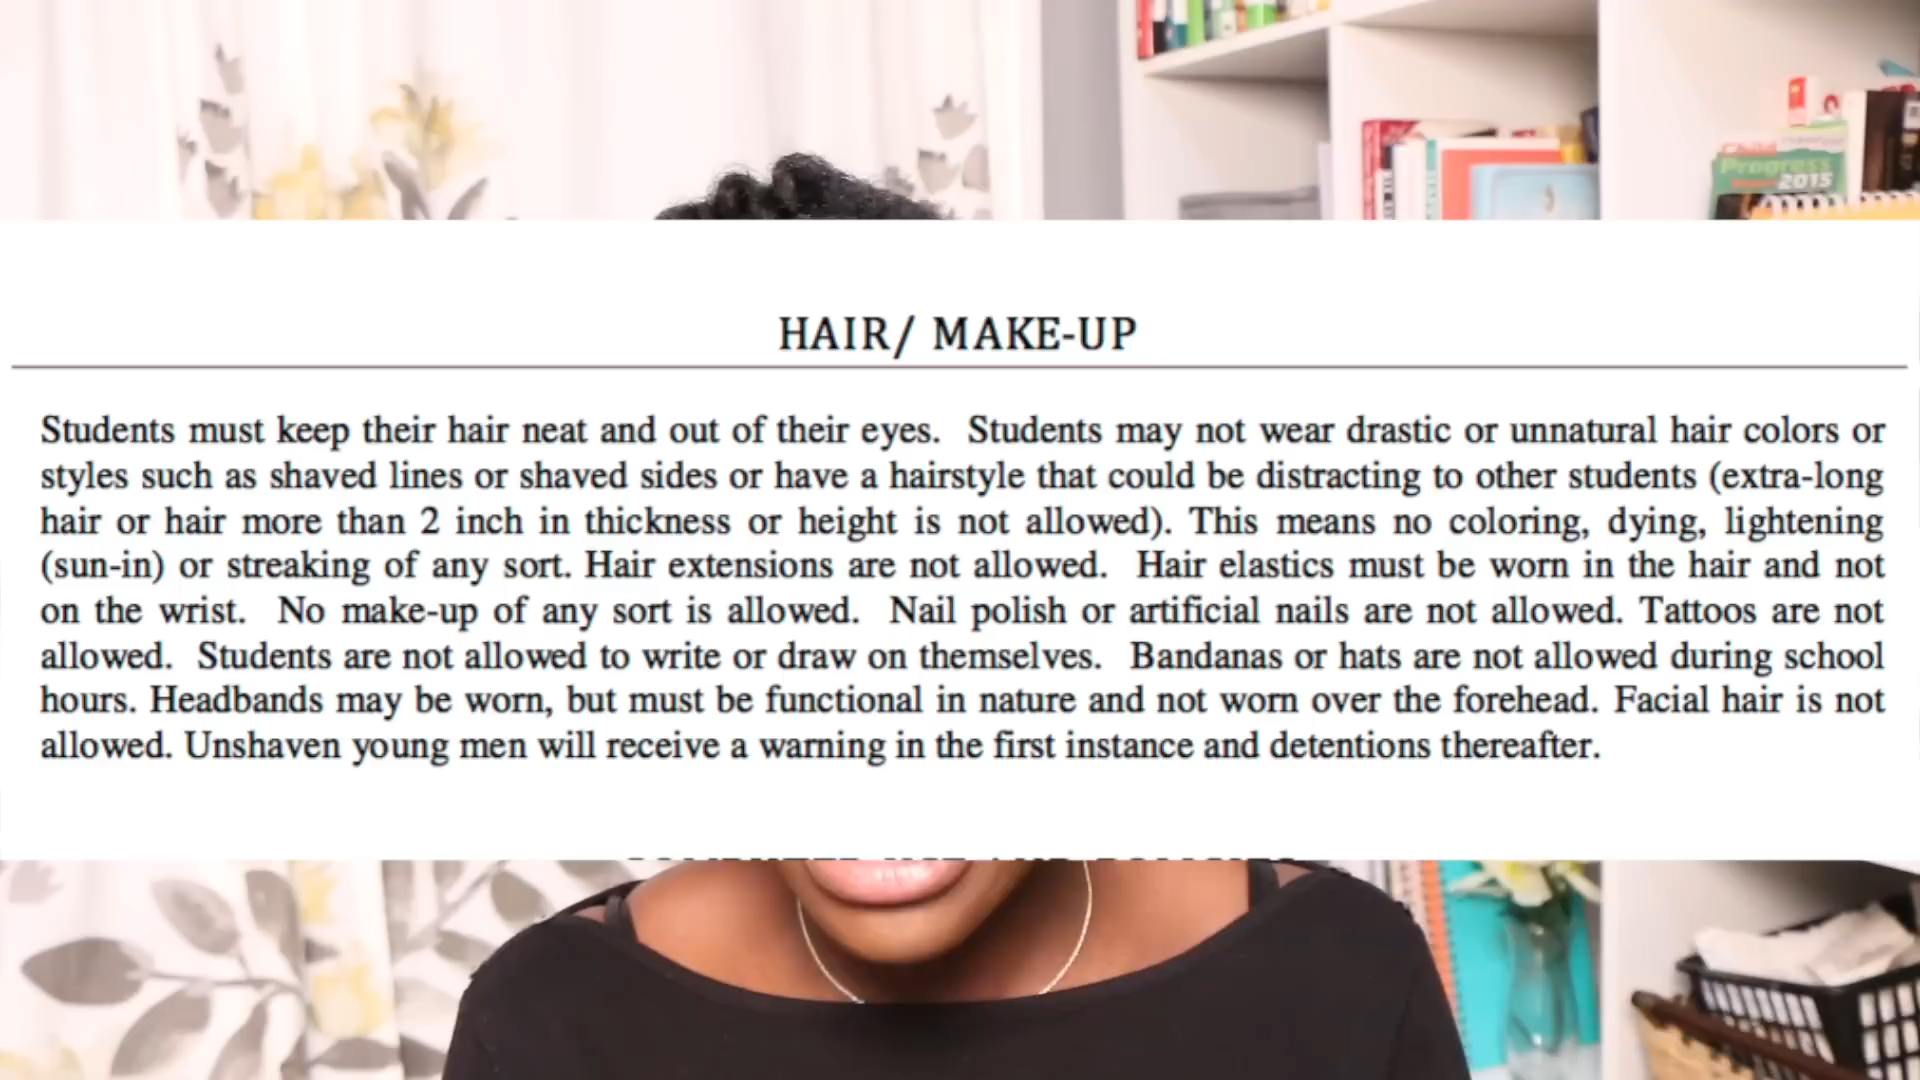 Progress
2015
HAIR/ MAKE-UP
Students must keep their hair neat and out of their eyes.  Students may not wear drastic or unnatural hair colors or
styles such as shaved lines or shaved sides or have a hairstyle that could be distracting to other students (extra-long
hair or hair more than 2 inch in thickness or height is not allowed). This means no coloring, dying, lightening
(sun-in) or streaking of any sort. Hair extensions are not allowed.  Hair elastics must be worn in the hair and not
on the wrist.  No make-up of any sort is allowed.  Nail polish or artificial nails are not allowed. Tattoos are not
allowed.  Students are not allowed to write or draw on themselves.  Bandanas or hats are not allowed during school
hours. Headbands may be worn, but must be functional in nature and not worn over the forehead. Facial hair is not
allowed. Unshaven young men will receive a warning in the first instance and detentions thereafter.